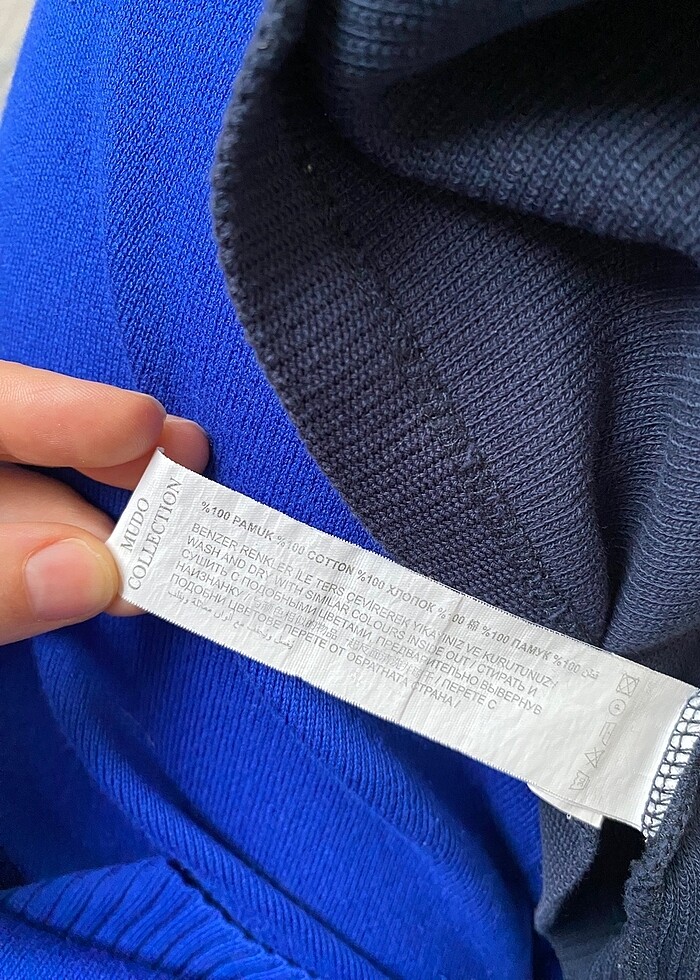 MUDO
COLLECTION
%100 PAMUK %100 COTTON %100 ХЛОПОК %100 棉 %100 ПАМУК %100 قطن
BENZER RENKLER İLE TERS ÇEVİREREK YIKAYINIZ VE KURUTUNUZ /
WASH AND DRY WITH SIMILAR COLOURS INSIDE OUT / СТИРАТЬ И
СУШИТЬ С ПОДОБНЫМИ ЦВЕТАМИ, ПРЕДВАРИТЕЛЬНО ВЫВЕРНУВ
НАИЗНАНКУ / ПЕРЕТЕ С
ПОДОБНИ ЦВЕТОВЕ ПЕРЕТЕ ОТ ОБРАТНАТА СТРАНА /